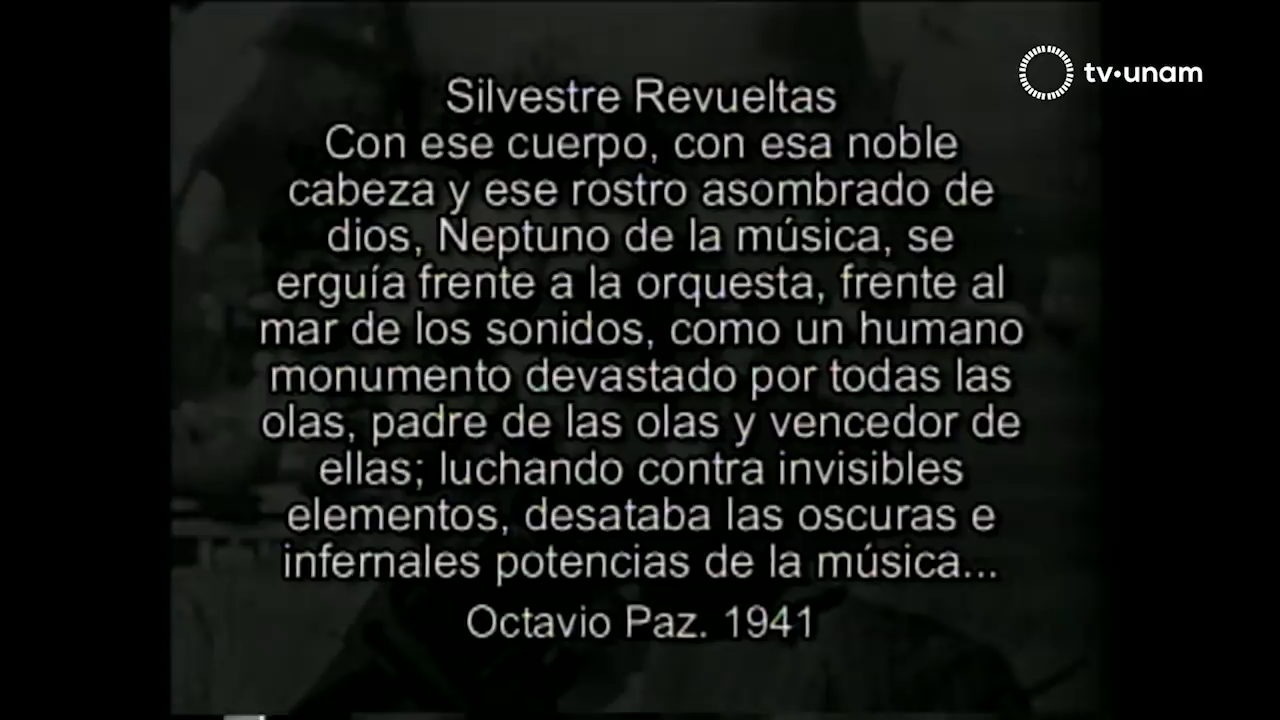 tv·unam
Silvestre Revueltas
Con ese cuerpo, con esa noble
cabeza y ese rostro asombrado de
dios, Neptuno de la música, se
erguía frente a la orquesta, frente al
mar de los sonidos, como un humano
monumento devastado por todas las
olas, padre de las olas y vencedor de
ellas; luchando contra invisibles
elementos, desataba las oscuras e
infernales potencias de la música...
Octavio Paz. 1941